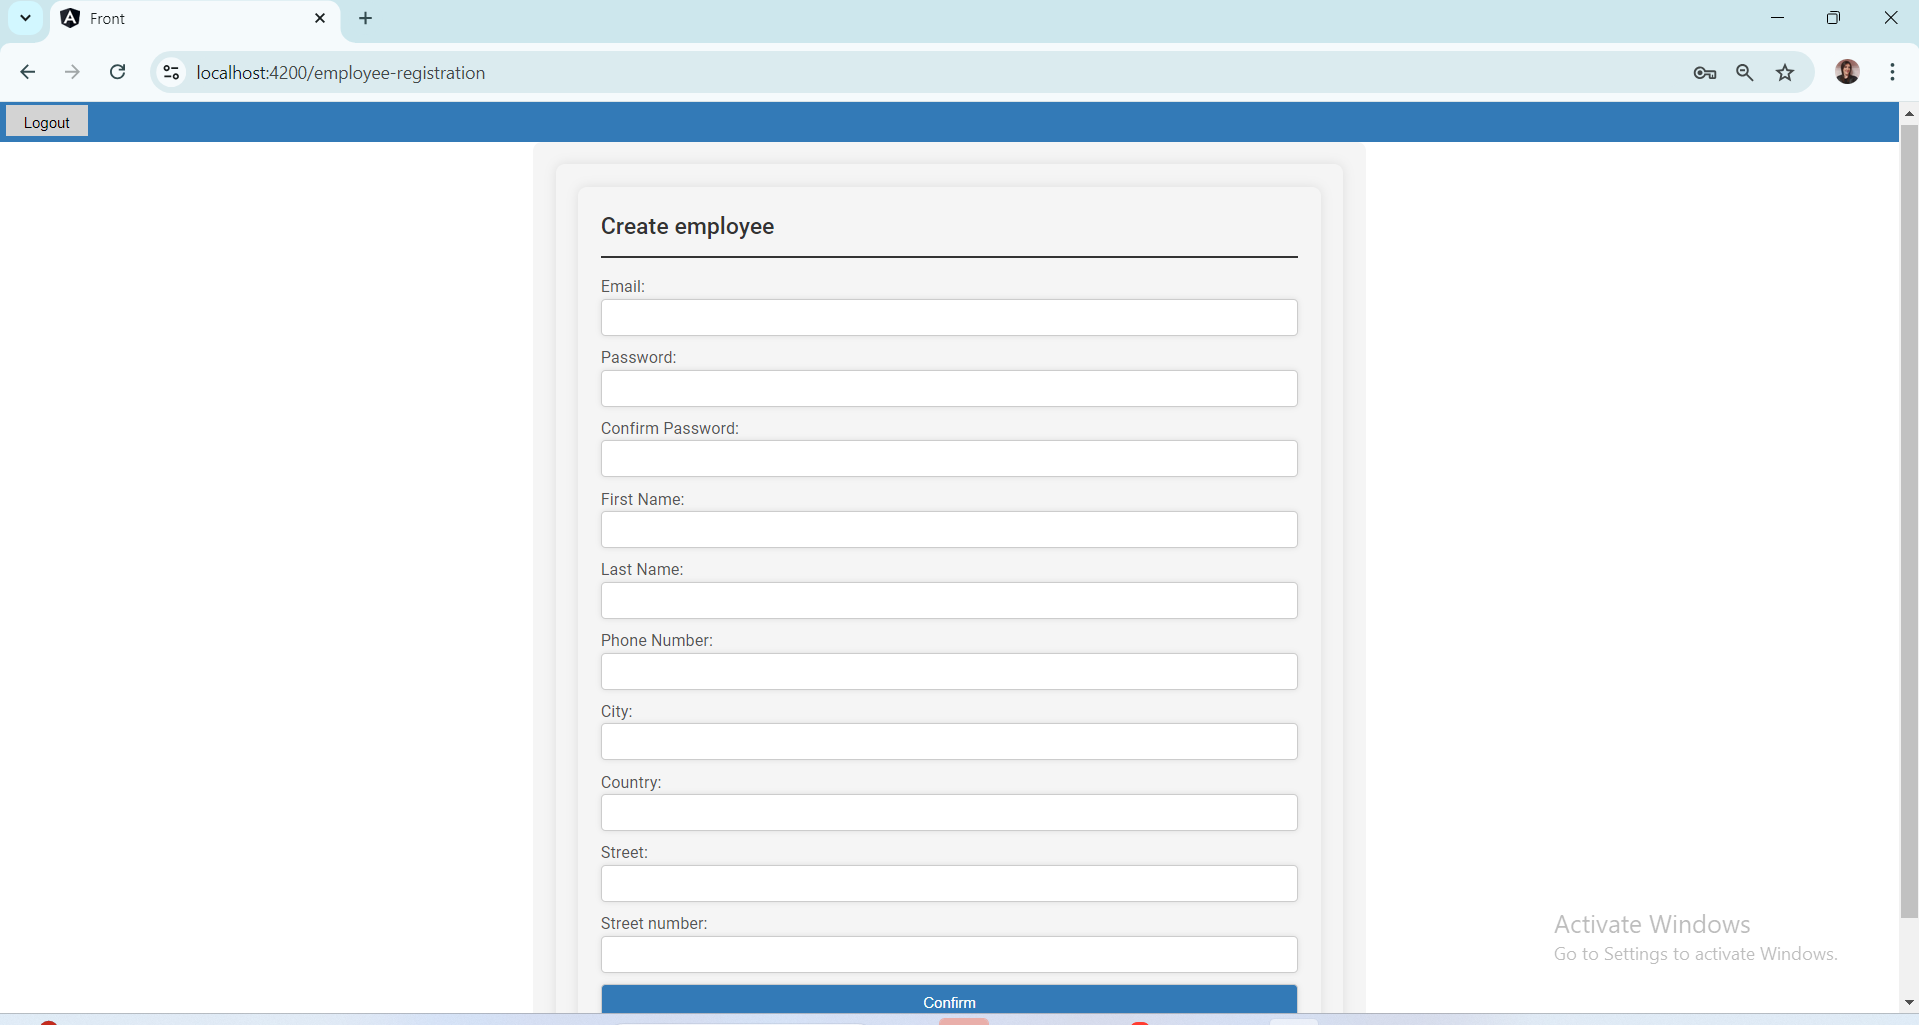 Front
localhost:4200/employee-registration
Logout
Create employee
Email:
Password:
Confirm Password:
First Name:
Last Name:
Phone Number:
City:
Country:
Street:
Street number:
Confirm
Activate Windows
Go to Settings to activate Windows.